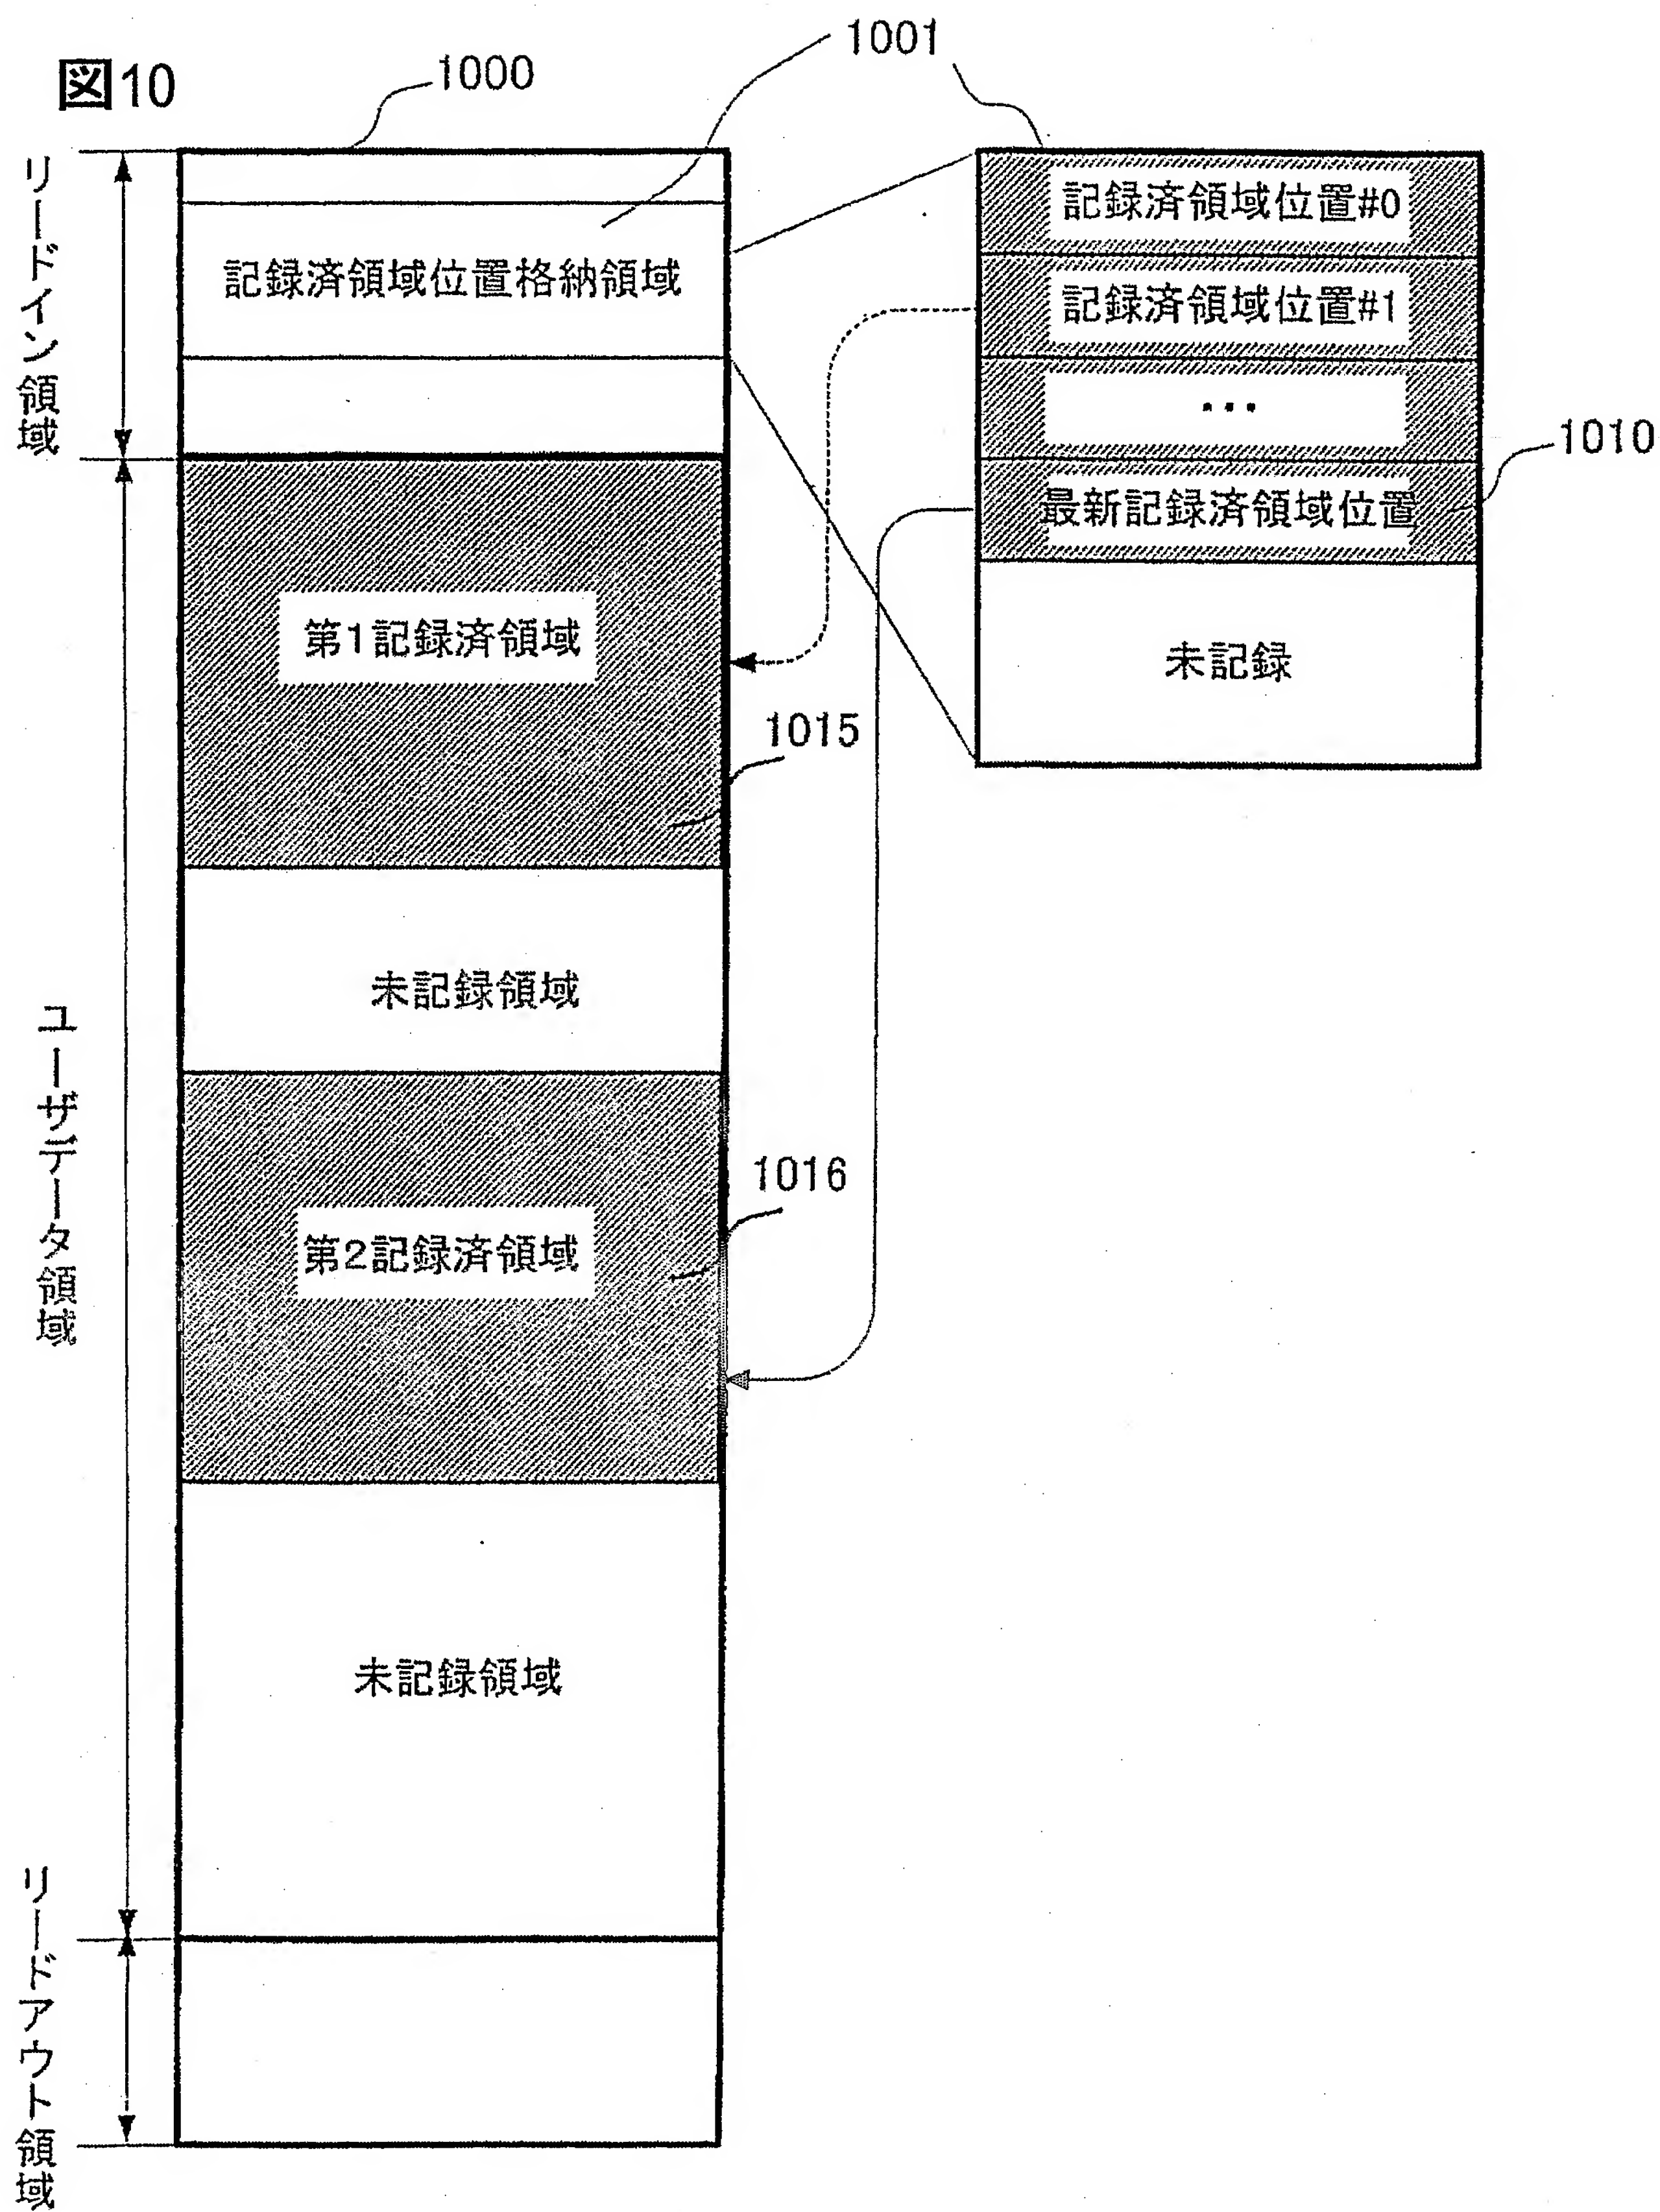 図10
1000
1001
リードイン領域
記録済領域位置格納領域
記録済領域位置#0
記録済領域位置#1
...
最新記録済領域位置
1010
未記録
第1記録済領域
1015
未記録領域
ユーザデータ領域
1016
第2記録済領域
未記録領域
リードアウト領域